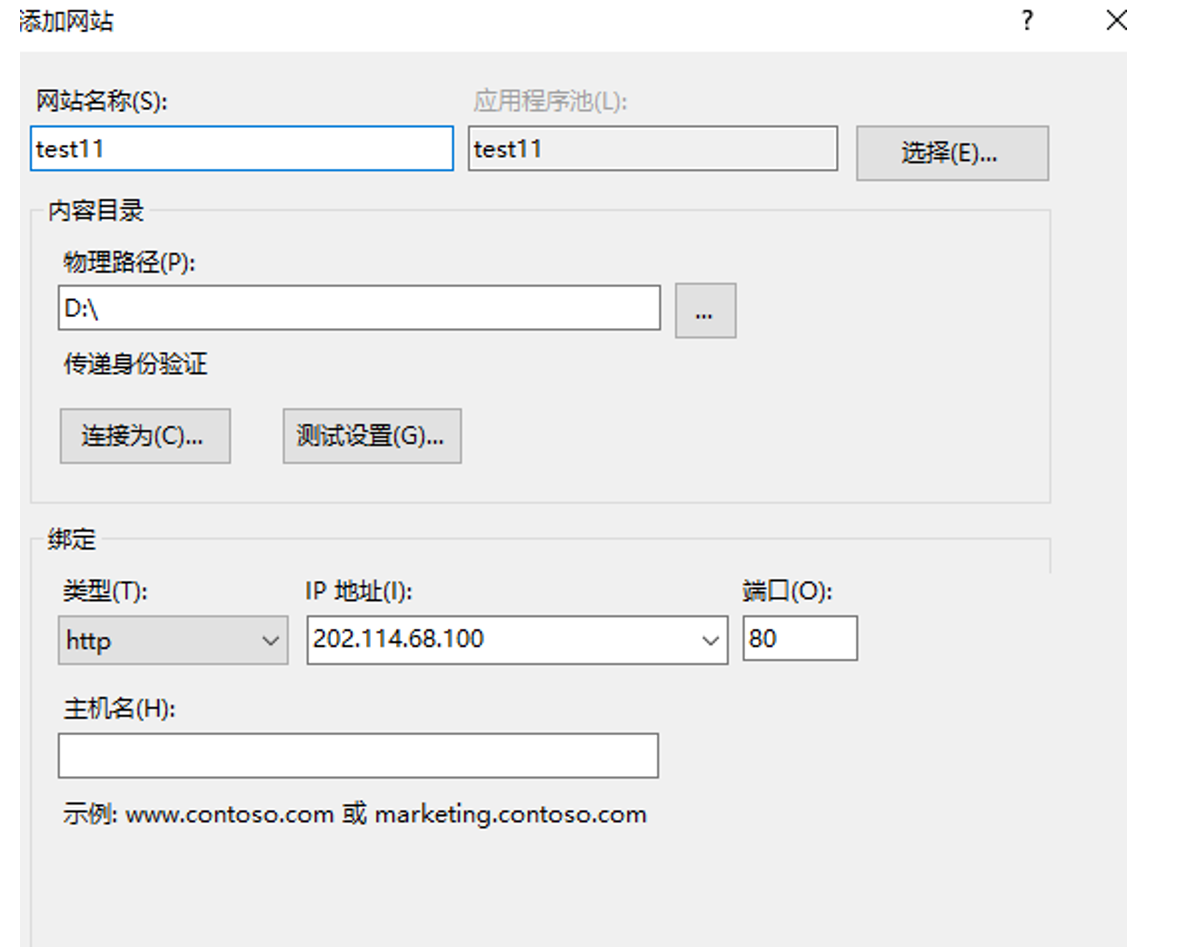 添加网站 ?
网站名称(S): 应用程序池(L):
test11 test11 选择(E)...
内容目录
物理路径(P):
D:\ ...
传递身份验证
连接为(C)... 测试设置(G)...
绑定
类型(T): IP 地址(I): 端口(O):
http 202.114.68.100 80
主机名(H):
示例: www.contoso.com 或 marketing.contoso.com